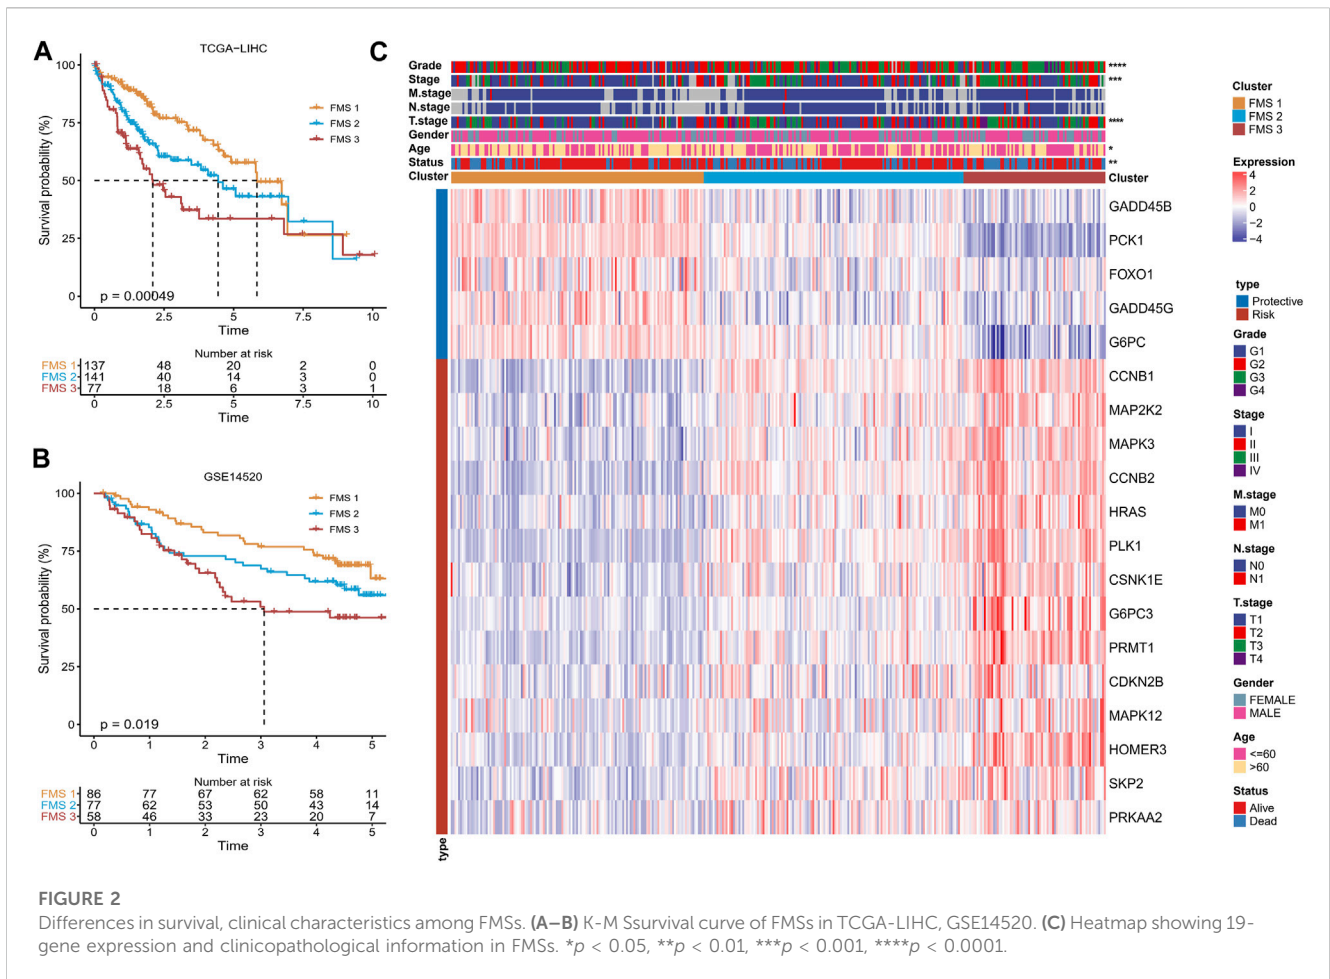 A
TCGA-LIHC
Survival probability (%)
100
75
50
25
0
FMS 1
FMS 2
FMS 3
p = 0.00049
0 2.5 5 7.5 10
Time
Number at risk
FMS 1 137 48 20 2 0
FMS 2 141 40 14 3 0
FMS 3 77 18 6 3 1
0 2.5 5 7.5 10
Time
B
GSE14520
Survival probability (%)
100
75
50
25
0
FMS 1
FMS 2
FMS 3
p = 0.019
0 1 2 3 4 5
Time
Number at risk
FMS 1 86 77 67 62 58 11
FMS 2 77 62 53 50 43 14
FMS 3 58 46 33 23 20 7
0 1 2 3 4 5
Time
C
Grade ****
Stage ***
M.stage
N.stage
T.stage ****
Gender
Age *
Status **
Cluster Cluster
GADD45B
PCK1
FOXO1
GADD45G
G6PC
CCNB1
MAP2K2
MAPK3
CCNB2
HRAS
PLK1
CSNK1E
G6PC3
PRMT1
CDKN2B
MAPK12
HOMER3
SKP2
PRKAA2
type
Cluster
FMS 1
FMS 2
FMS 3
Expression
4
2
0
−2
−4
type
Protective
Risk
Grade
G1
G2
G3
G4
Stage
I
II
III
IV
M.stage
M0
M1
N.stage
N0
N1
T.stage
T1
T2
T3
T4
Gender
FEMALE
MALE
Age
<=60
>60
Status
Alive
Dead
FIGURE 2
Differences in survival, clinical characteristics among FMSs. (A–B) K-M Ssurvival curve of FMSs in TCGA-LIHC, GSE14520. (C) Heatmap showing 19-
gene expression and clinicopathological information in FMSs. *p < 0.05, **p < 0.01, ***p < 0.001, ****p < 0.0001.